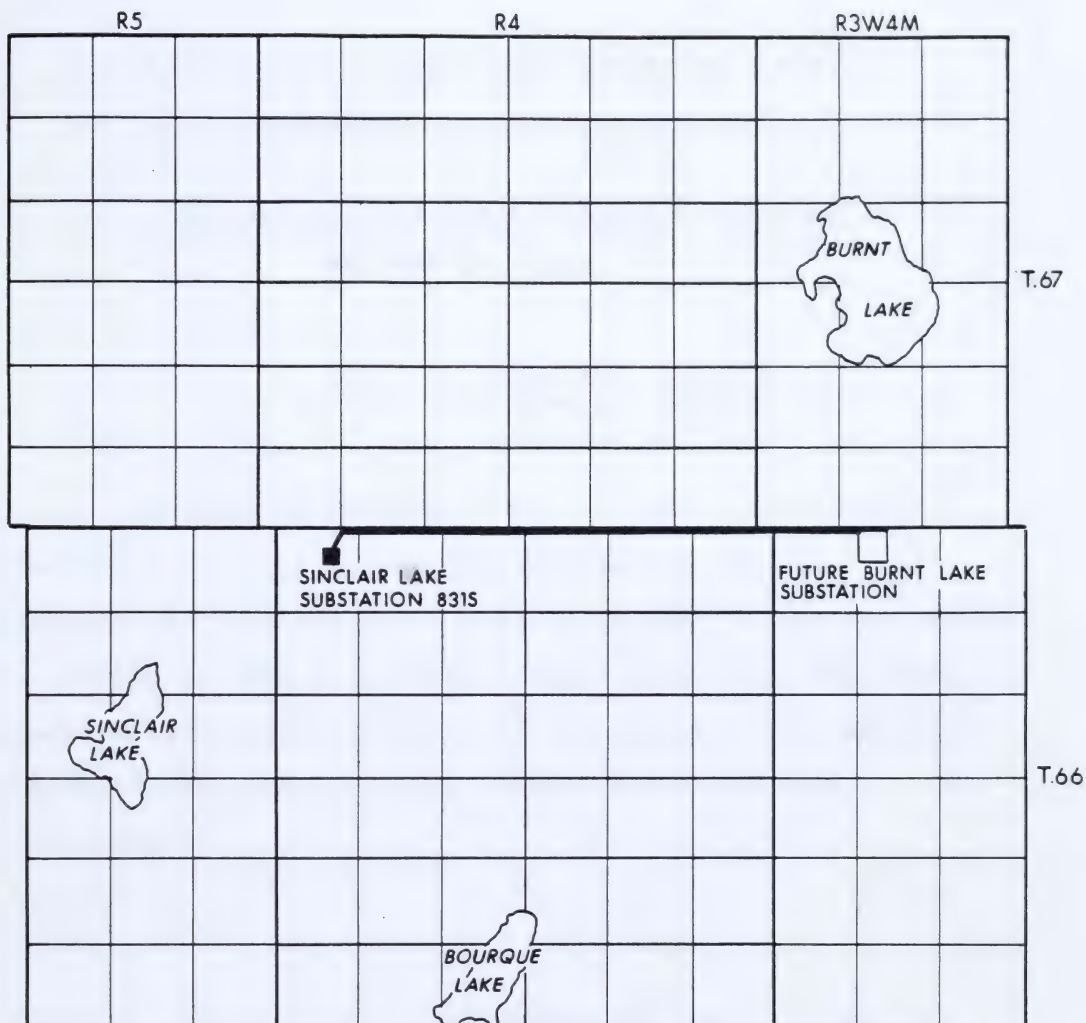 R5 R4 R3W4M
BURNT
LAKE
T.67
SINCLAIR LAKE
SUBSTATION 831S
FUTURE BURNT LAKE
SUBSTATION
SINCLAIR
LAKE
T.66
BOURQUE
LAKE